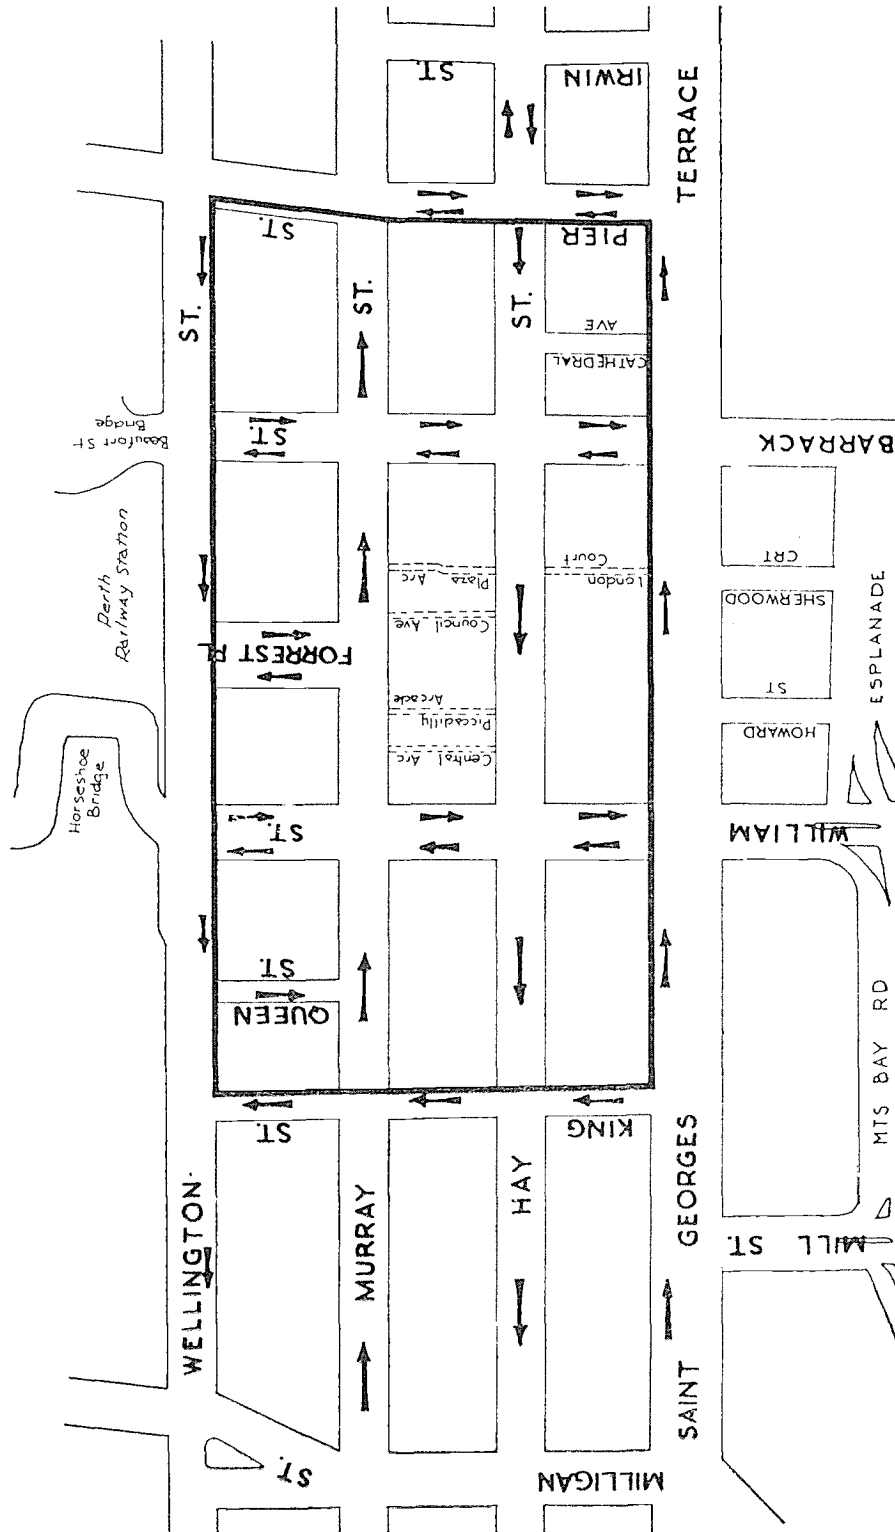 ST.
IRWIN
TERRACE
ST.
PIER
ST.
ST.
ST.
AVE
CATHEDRAL
Beaufort St
Bridge
ST.
BARRACK
Perth
Railway Station
Plaza Arc
London
Court
CRT
SHERWOOD
Council Ave
FORREST PL
ESPLANADE
ST
HOWARD
Piccadilly
Arcade
Central Arc
Horseshoe
Bridge
ST.
WILLIAM
ST.
QUEEN
MTS BAY RD
ST.
KING
WELLINGTON
MURRAY
HAY
GEORGES
MILL ST.
SAINT
ST.
MILLIGAN